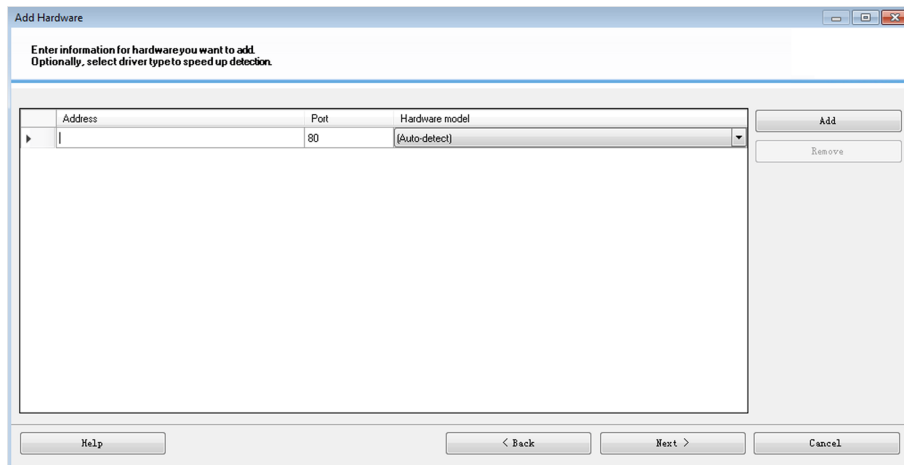 Add Hardware
Enter information for hardware you want to add.
Optionally, select driver type to speed up detection.
Address Port Hardware model Add
80 (Auto-detect)
Remove
Help < Back Next > Cancel